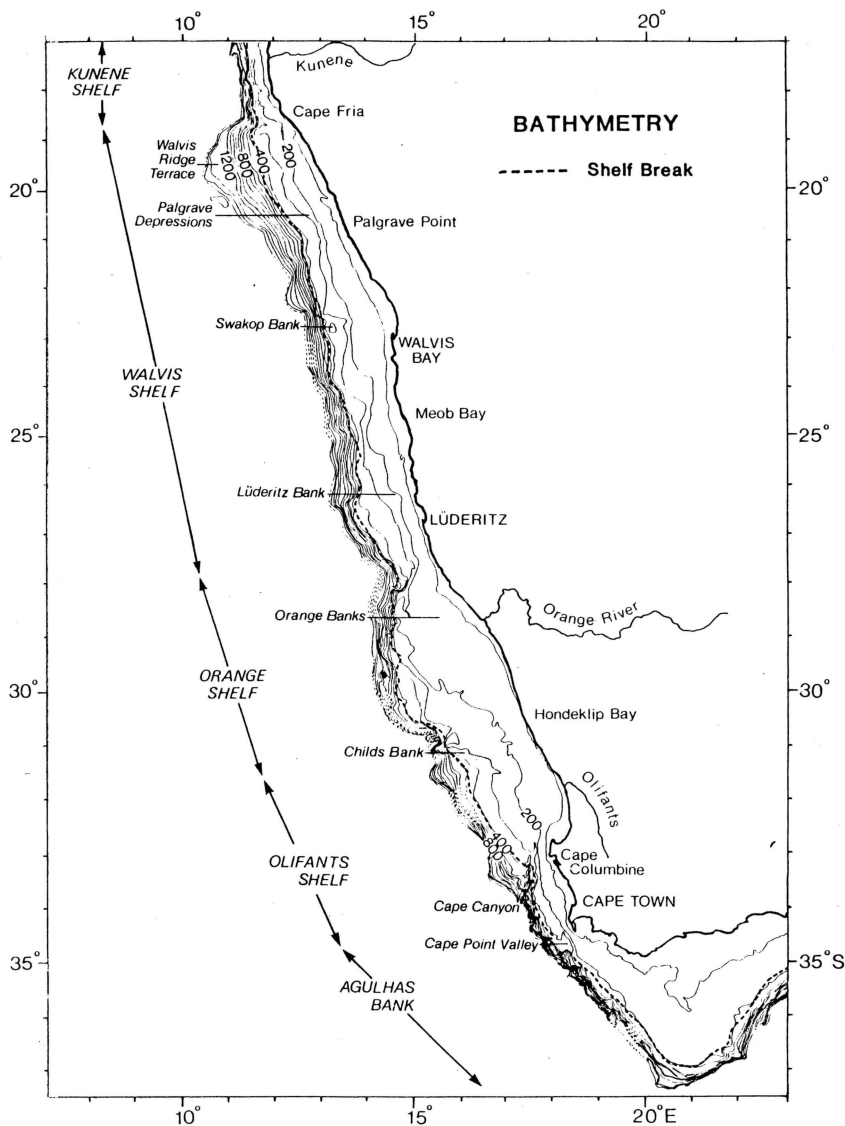 10°
15°
20°
KUNENE
SHELF
Kunene
Cape Fria
BATHYMETRY
Shelf Break
Walvis
Ridge
Terrace
1200
800
400
200
20°
20°
Palgrave
Depressions
Palgrave Point
Swakop Bank
WALVIS
BAY
WALVIS
SHELF
Meob Bay
25°
25°
Lüderitz Bank
LÜDERITZ
Orange Banks
Orange River
ORANGE
SHELF
30°
30°
Hondeklip Bay
Childs Bank
Olifants
200
400
800
OLIFANTS
SHELF
Cape
Columbine
Cape Canyon
CAPE TOWN
Cape Point Valley
35°
35°S
AGULHAS
BANK
10°
15°
20°E